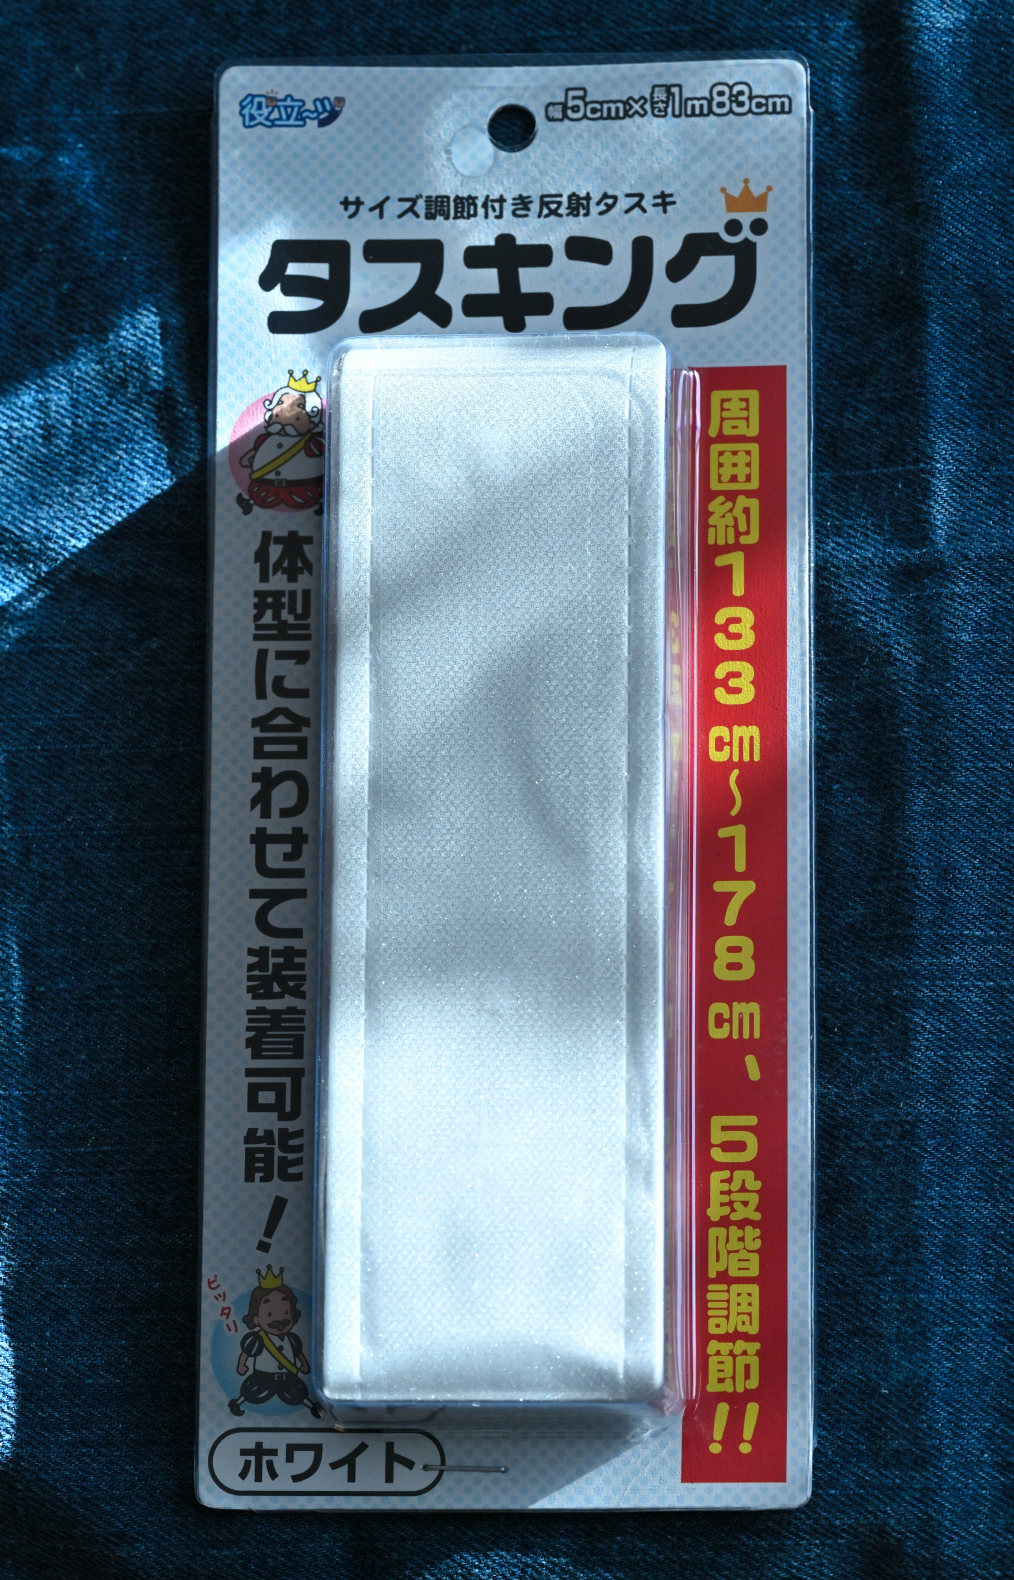 役立~ツ
幅5cm×長さ1m83cm
サイズ調節付き反射タスキ
タスキング
周囲約133㎝~178㎝、5段階調節!!
体型に合わせて装着可能!
ピッタリ
ホワイト